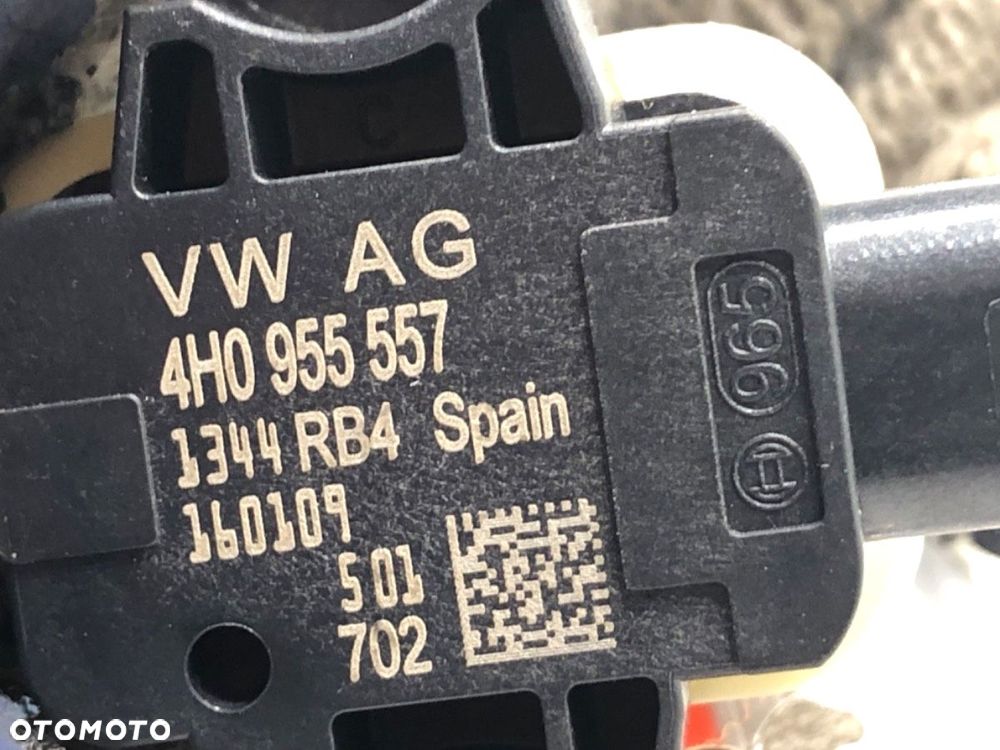 VW AG
4H0 955 557
1344 RB4 Spain
160109
501
702
965
OTOMOTO